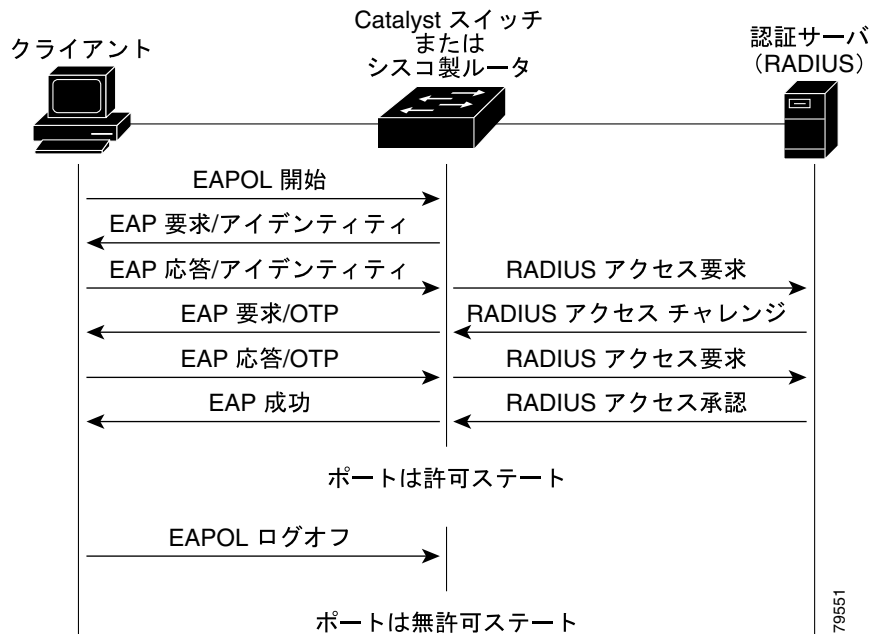 クライアント
Catalyst スイッチ
または
シスコ製ルータ
認証サーバ
(RADIUS)
EAPOL 開始
EAP 要求/アイデンティティ
EAP 応答/アイデンティティ
RADIUS アクセス要求
EAP 要求/OTP
RADIUS アクセス チャレンジ
EAP 応答/OTP
RADIUS アクセス要求
EAP 成功
RADIUS アクセス承認
ポートは許可ステート
EAPOL ログオフ
ポートは無許可ステート
79551